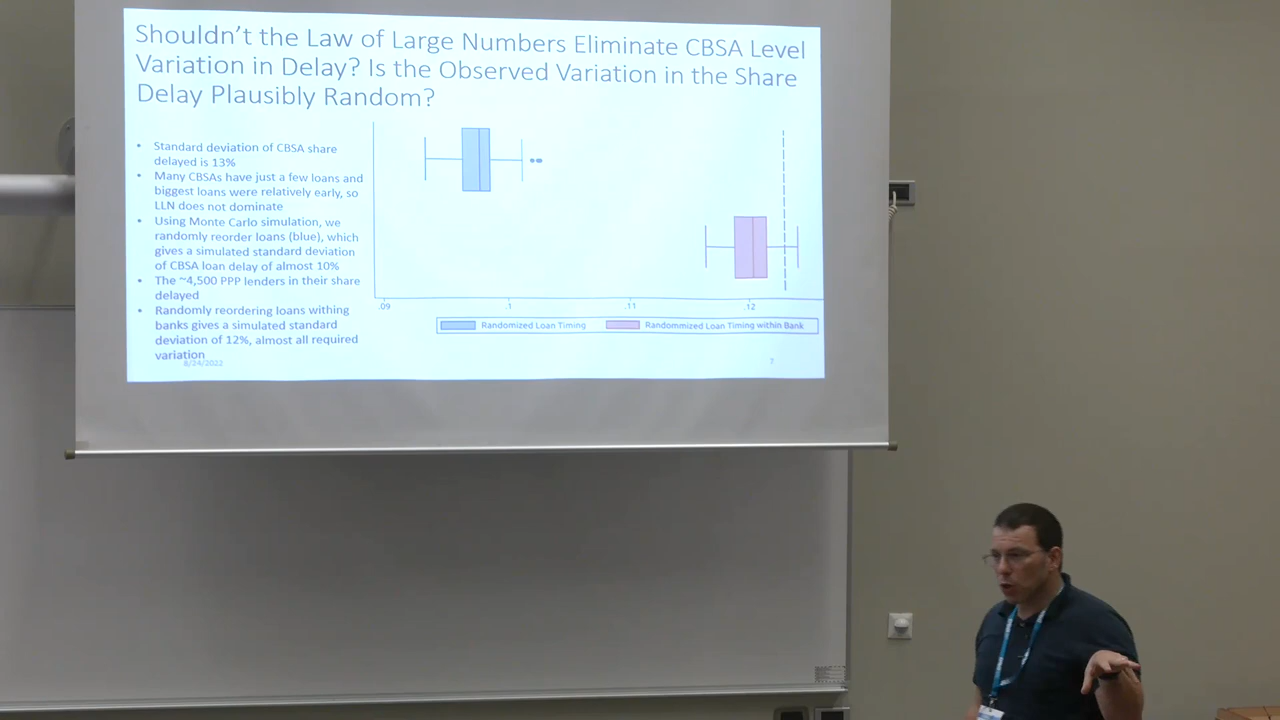 Shouldn't the Law of Large Numbers Eliminate CBSA Level
Variation in Delay? Is the Observed Variation in the Share
Delay Plausibly Random?
• Standard deviation of CBSA share
delayed is 13%
• Many CBSAs have just a few loans and
biggest loans were relatively early, so
LLN does not dominate
• Using Monte Carlo simulation, we
randomly reorder loans (blue), which
gives a simulated standard deviation
of CBSA loan delay of almost 10%
• The ~4,500 PPP lenders in their share
delayed
• Randomly reordering loans withing
banks gives a simulated standard
deviation of 12%, almost all required
variation
.09 .1 .11 .12
Randomized Loan Timing Randommized Loan Timing within Bank
8/24/2022 7